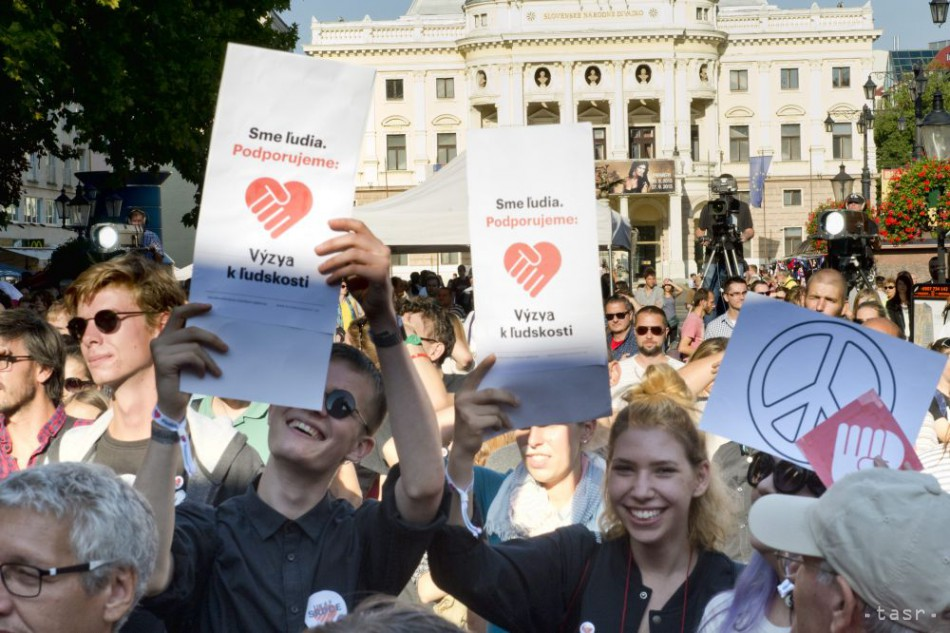 SLOVENSKÉ NÁRODNÉ DIVADLO
Sme ľudia.
Podporujeme:
Výzva
k ľudskosti
Sme ľudia.
Podporujeme:
Výzva
k ľudskosti
tasr